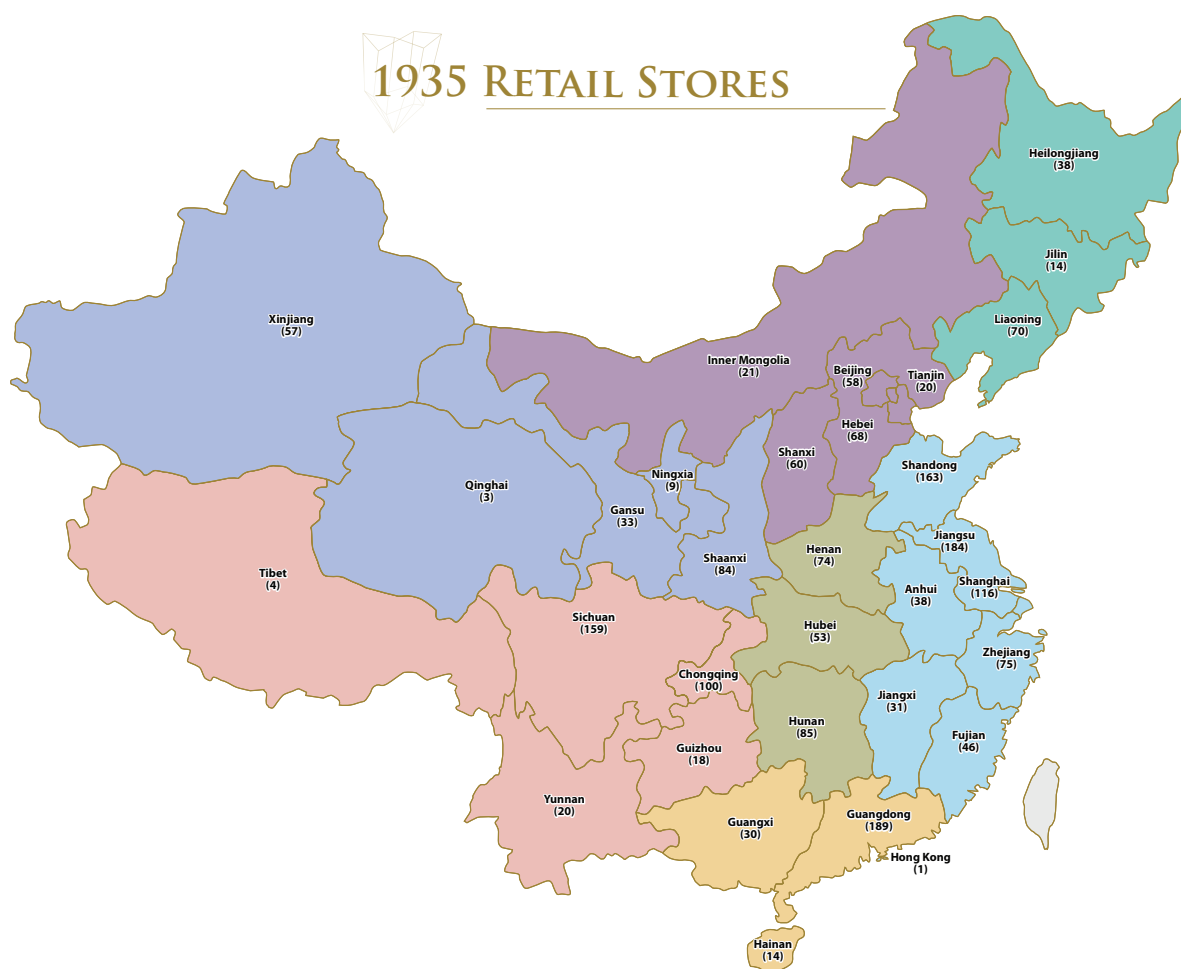 1935 RETAIL STORES
Heilongjiang
(38)
Jilin
(14)
Liaoning
(70)
Xinjiang
(57)
Inner Mongolia
(21)
Beijing
(58)
Tianjin
(20)
Hebei
(68)
Shanxi
(60)
Shandong
(163)
Ningxia
(9)
Qinghai
(3)
Gansu
(33)
Jiangsu
(184)
Henan
(74)
Shaanxi
(84)
Tibet
(4)
Anhui
(38)
Shanghai
(116)
Sichuan
(159)
Hubei
(53)
Zhejiang
(75)
Chongqing
(100)
Jiangxi
(31)
Hunan
(85)
Fujian
(46)
Guizhou
(18)
Yunnan
(20)
Guangxi
(30)
Guangdong
(189)
Hong Kong
(1)
Hainan
(14)